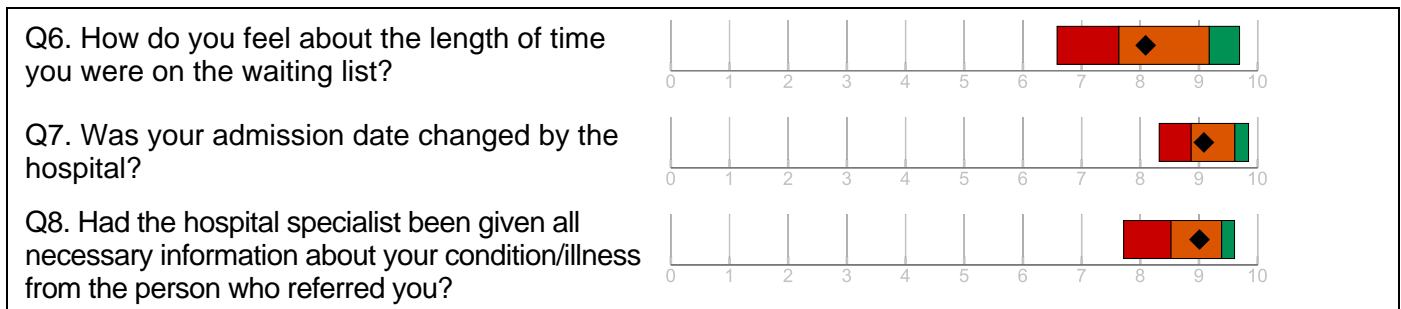 Q6. How do you feel about the length of time
you were on the waiting list?
0 1 2 3 4 5 6 7 8 9 10
Q7. Was your admission date changed by the
hospital?
0 1 2 3 4 5 6 7 8 9 10
Q8. Had the hospital specialist been given all
necessary information about your condition/illness
from the person who referred you?
0 1 2 3 4 5 6 7 8 9 10